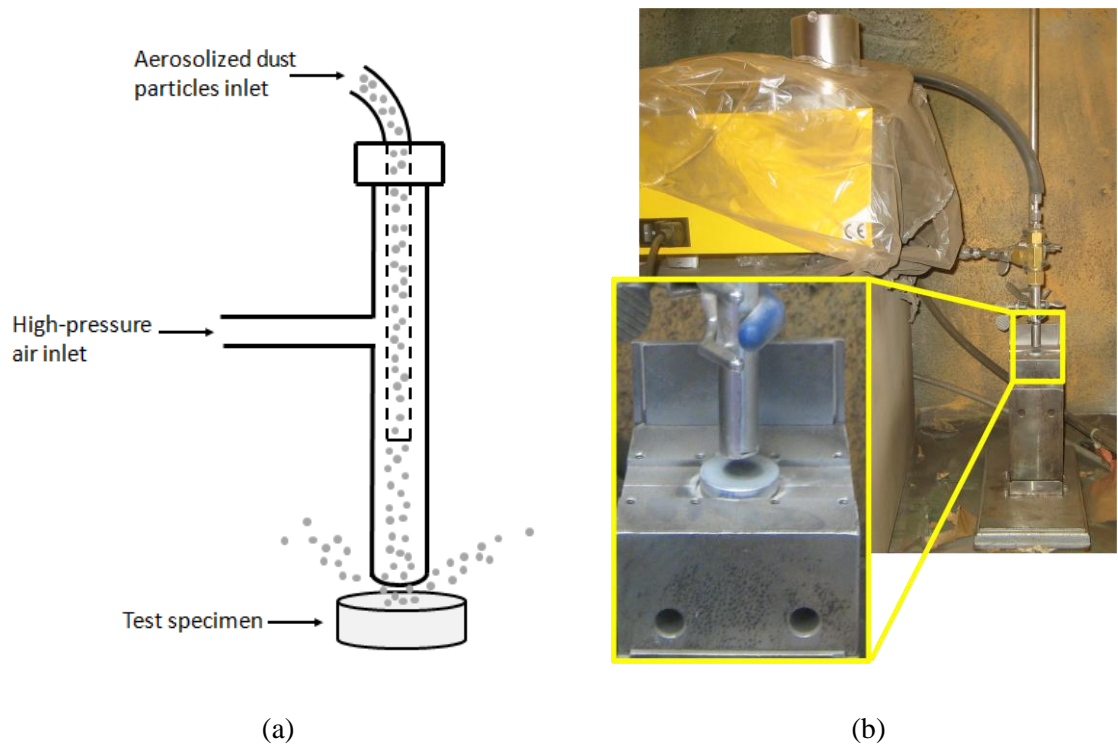 Aerosolized dust
particles inlet
High-pressure
air inlet
Test specimen
CE
(a)
(b)